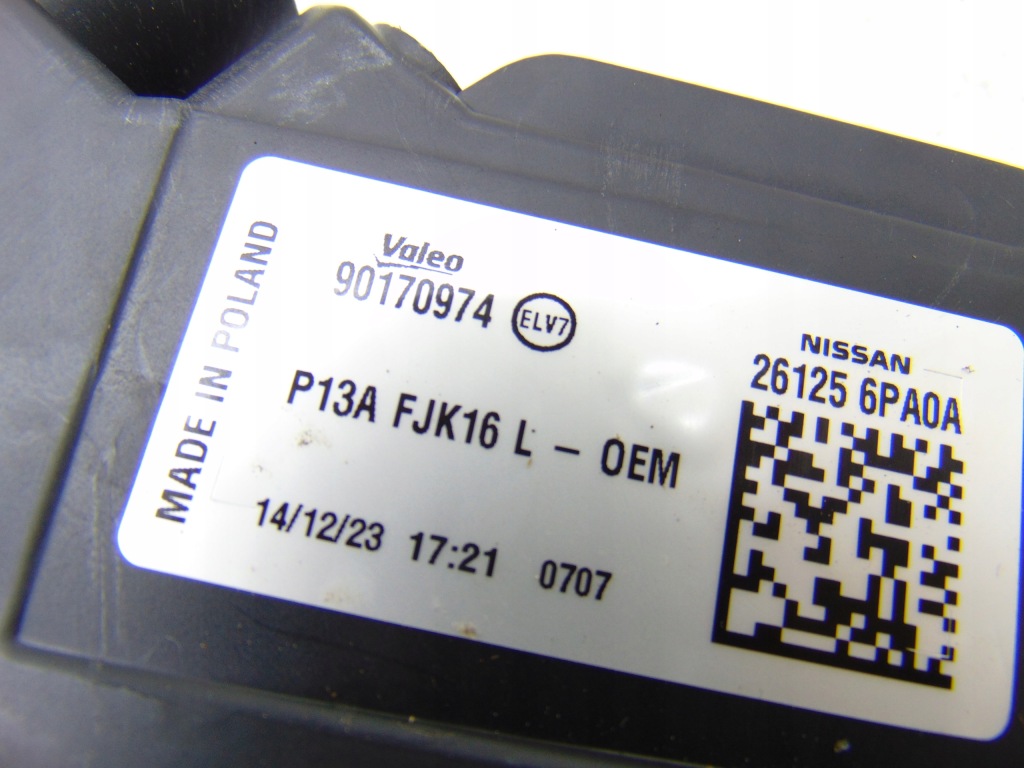 MADE IN POLAND
Valeo
90170974 ELV7
P13A FJK16 L - OEM
14/12/23 17:21 0707
NISSAN
26125 6PA0A